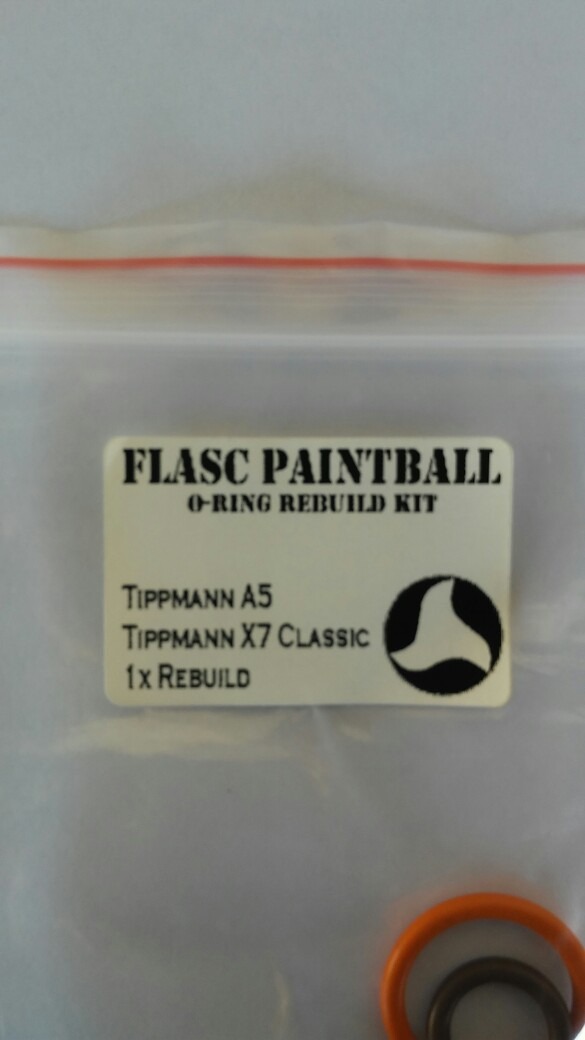 FLASC PAINTBALL
O-RING REBUILD KIT
TIPPMANN A5
TIPPMANN X7 CLASSIC
1X REBUILD